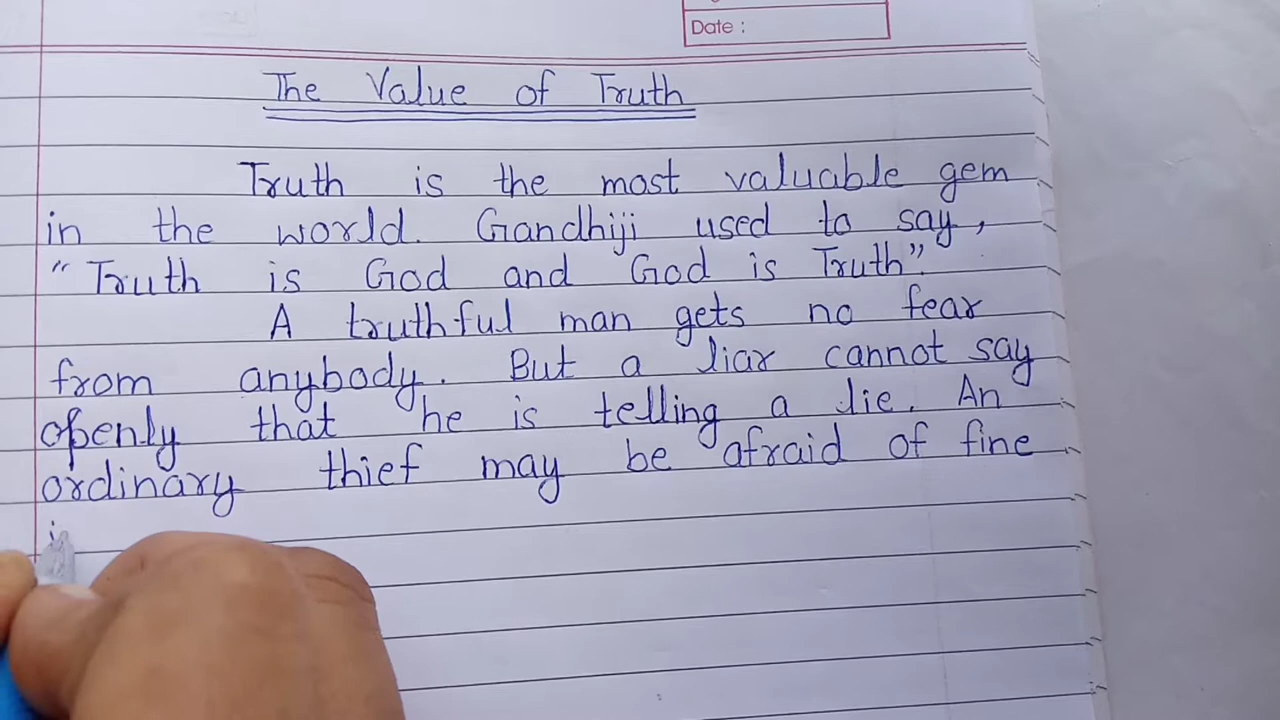 Date :
The Value of Truth
Truth is the most valuable gem
in the world. Gandhiji used to say,
"Truth is God and God is Truth".
A truthful man gets no fear
from anybody. But a liar cannot say
openly that he is telling a lie. An
ordinary thief may be afraid of fine